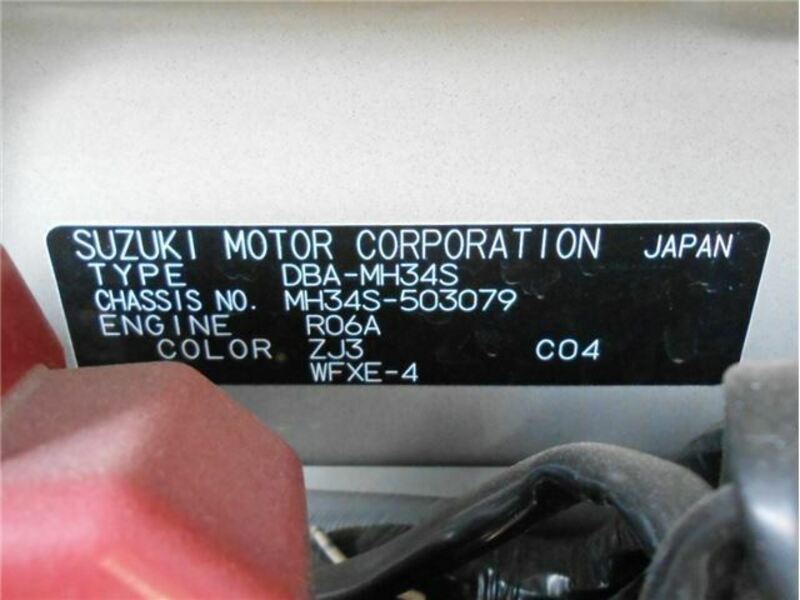 SUZUKI MOTOR CORPORATION JAPAN
TYPE DBA-MH34S
CHASSIS NO. MH34S-503079
ENGINE R06A
COLOR ZJ3 C04
WFXE-4